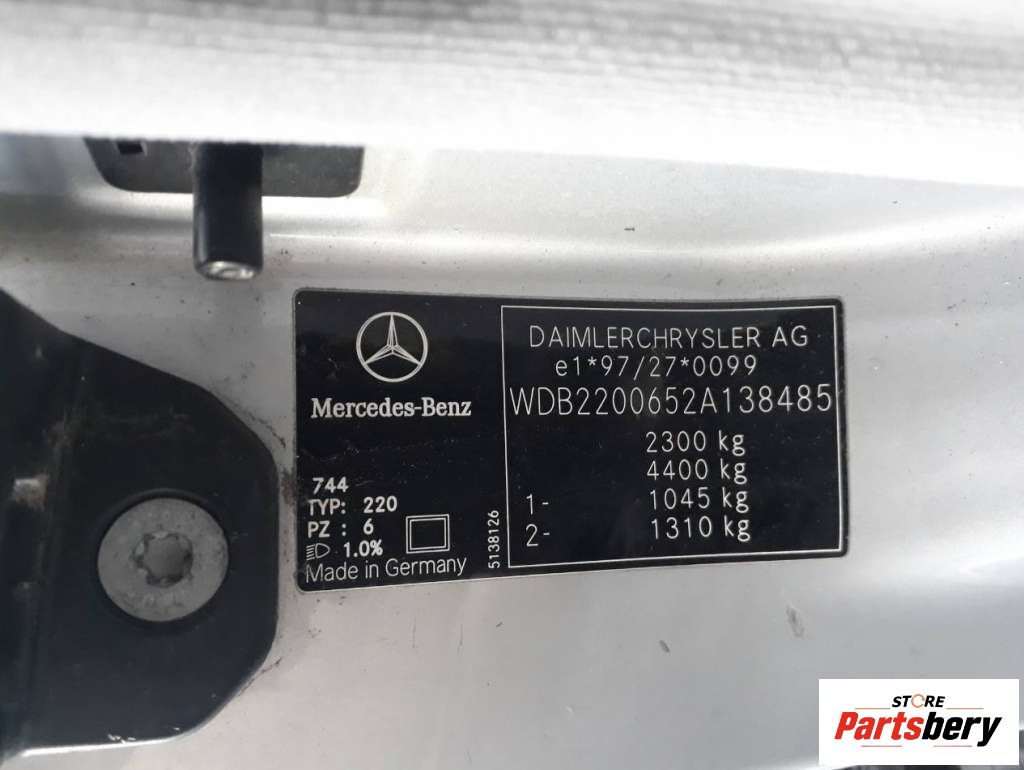 Mercedes-Benz
744
TYP: 220
PZ : 6
1.0%
Made in Germany
5138126
DAIMLERCHRYSLER AG
e1*97/27*0099
WDB2200652A138485
2300 kg
4400 kg
1- 1045 kg
2- 1310 kg
STORE
Partsbery